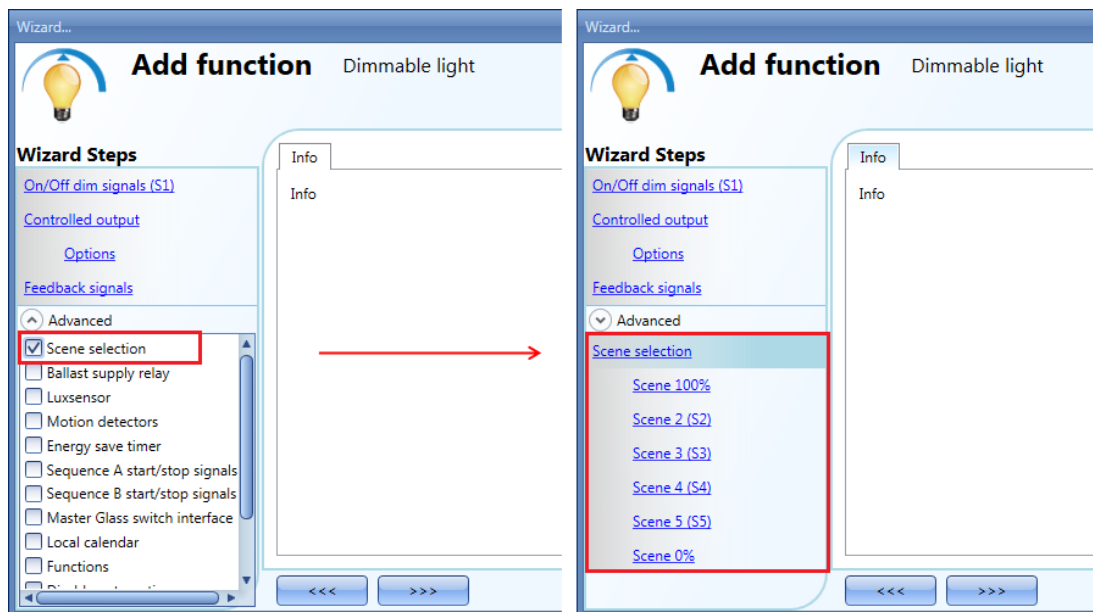 Wizard...
Add function Dimmable light
Wizard Steps
Info
On/Off dim signals (S1)
Info
Controlled output
Options
Feedback signals
Advanced
Scene selection
Ballast supply relay
Luxsensor
Motion detectors
Energy save timer
Sequence A start/stop signals
Sequence B start/stop signals
Master Glass switch interface
Local calendar
Functions
<<< >>>
Wizard...
Add function Dimmable light
Wizard Steps
Info
On/Off dim signals (S1)
Info
Controlled output
Options
Feedback signals
Advanced
Scene selection
Scene 100%
Scene 2 (S2)
Scene 3 (S3)
Scene 4 (S4)
Scene 5 (S5)
Scene 0%
<<< >>>